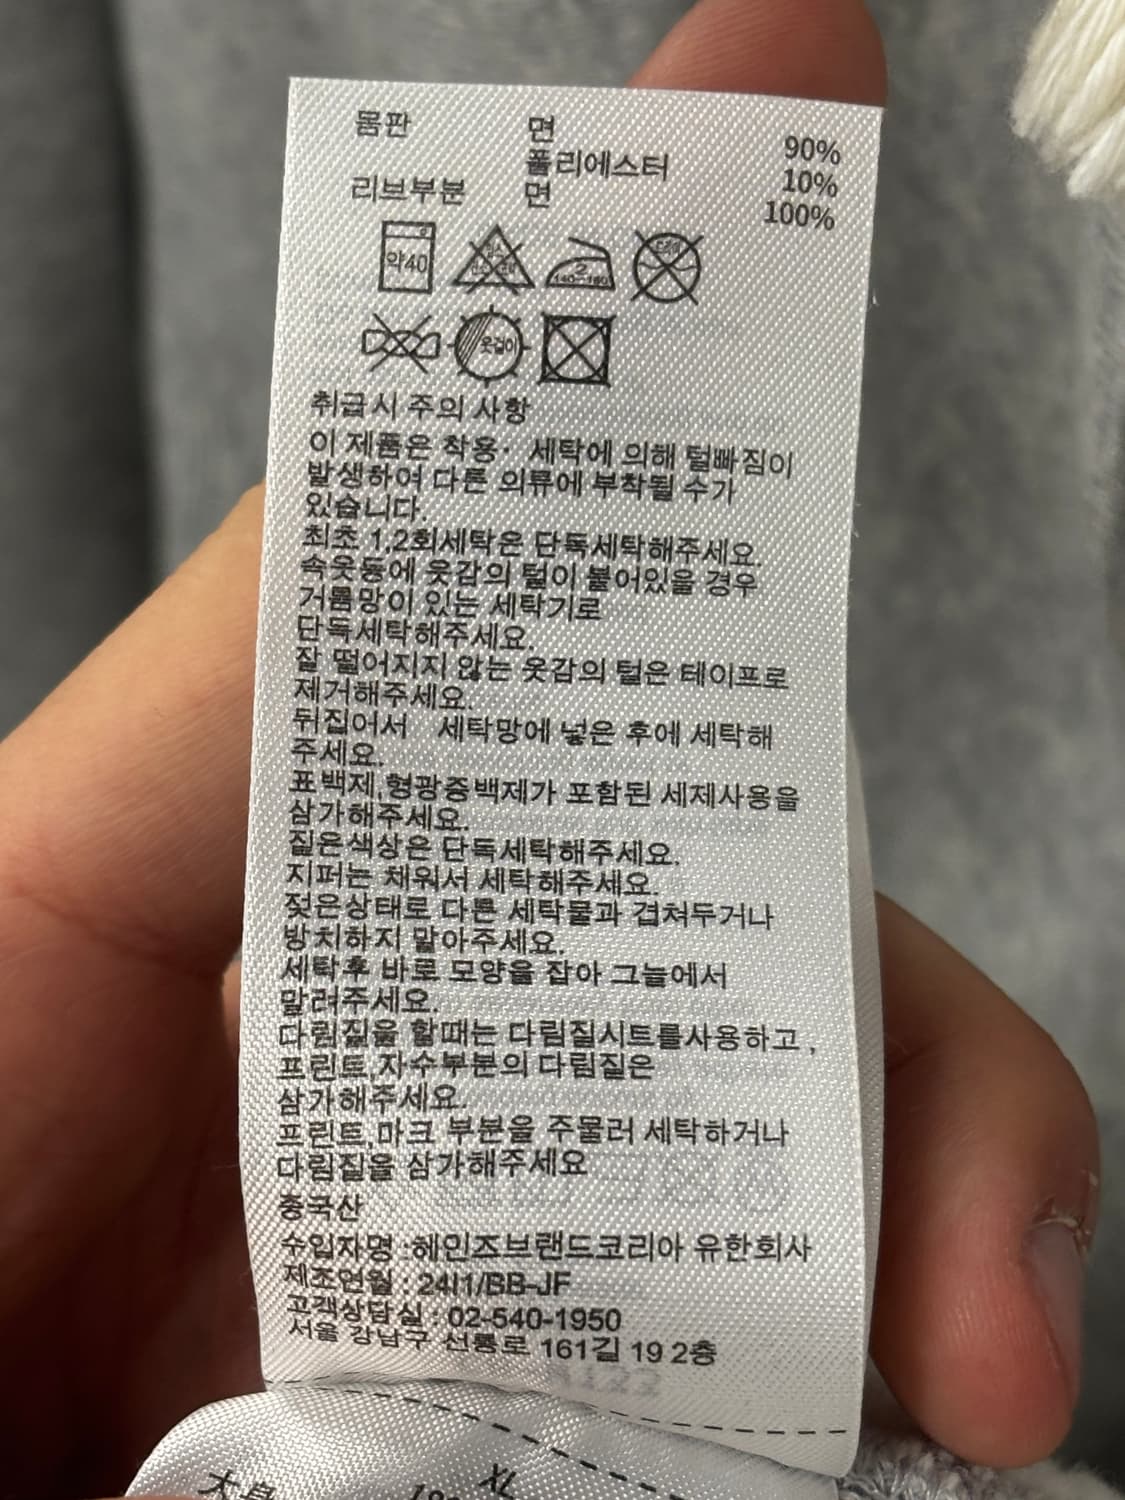 몸판 면 90%
폴리에스터 10%
리브부분 면 100%
약40
2
140~160
드라이
옷걸이
취급시 주의 사항
이 제품은 착용· 세탁에 의해 털빠짐이
발생하여 다른 의류에 부착될 수가
있습니다.
최초 1,2회세탁은 단독세탁해주세요.
속옷등에 옷감의 털이 붙어있을 경우
거름망이 있는 세탁기로
단독세탁해주세요.
잘 떨어지지 않는 옷감의 털은 테이프로
제거해주세요.
뒤집어서 세탁망에 넣은 후에 세탁해
주세요.
표백제,형광증백제가 포함된 세제사용을
삼가해주세요.
짙은색상은 단독세탁해주세요.
지퍼는 채워서 세탁해주세요.
젖은상태로 다른 세탁물과 겹쳐두거나
방치하지 말아주세요.
세탁후 바로 모양을 잡아 그늘에서
말려주세요.
다림질을 할때는 다림질시트를사용하고,
프린트,자수부분의 다림질은
삼가해주세요.
프린트,마크 부분을 주물러 세탁하거나
다림질을 삼가해주세요
중국산
수입자명 :헤인즈브랜드코리아 유한회사
제조연월 : 24I1/BB-JF
고객상담실 : 02-540-1950
서울 강남구 선릉로 161길 19 2층
XL